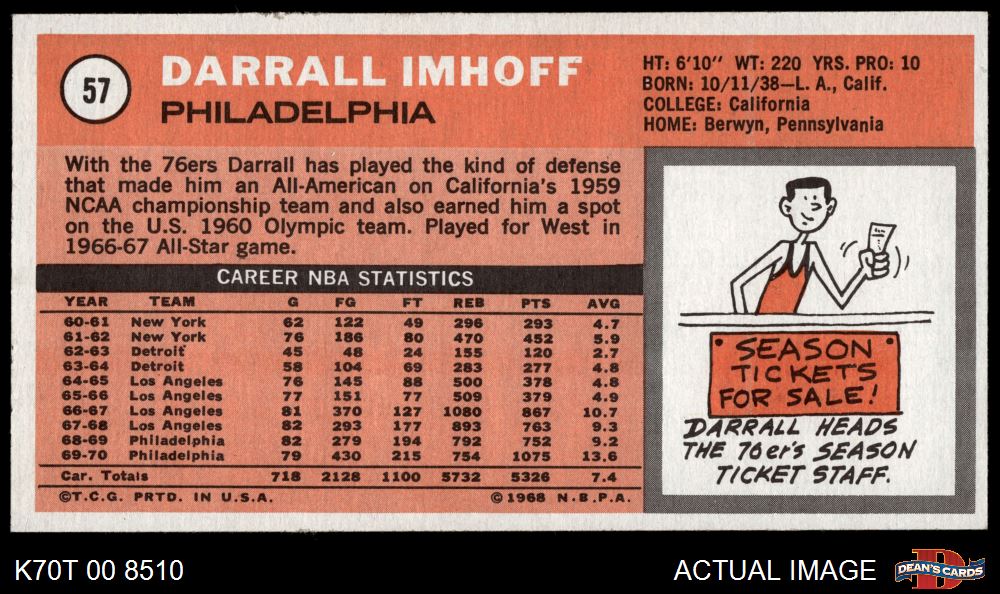 57
DARRALL IMHOFF
PHILADELPHIA
HT: 6'10" WT: 220 YRS. PRO: 10
BORN: 10/11/38—L. A., Calif.
COLLEGE: California
HOME: Berwyn, Pennsylvania
With the 76ers Darrall has played the kind of defense
that made him an All-American on California's 1959
NCAA championship team and also earned him a spot
on the U.S. 1960 Olympic team. Played for West in
1966-67 All-Star game.
CAREER NBA STATISTICS
YEAR TEAM G FG FT REB PTS AVG
60-61 New York 62 122 49 296 293 4.7
61-62 New York 76 186 80 470 452 5.9
62-63 Detroit 45 48 24 155 120 2.7
63-64 Detroit 58 104 69 283 277 4.8
64-65 Los Angeles 76 145 88 500 378 4.8
65-66 Los Angeles 77 151 77 509 379 4.9
66-67 Los Angeles 81 370 127 1080 867 10.7
67-68 Los Angeles 82 293 177 893 763 9.3
68-69 Philadelphia 82 279 194 792 752 9.2
69-70 Philadelphia 79 430 215 754 1075 13.6
Car. Totals 718 2128 1100 5732 5326 7.4
©T.C.G. PRTD. IN U.S.A. ©1968 N.B.P.A.
SEASON
TICKETS
FOR SALE!
DARRALL HEADS
THE 76er's SEASON
TICKET STAFF.
K70T 00 8510
ACTUAL IMAGE
D
DEAN'S CARDS